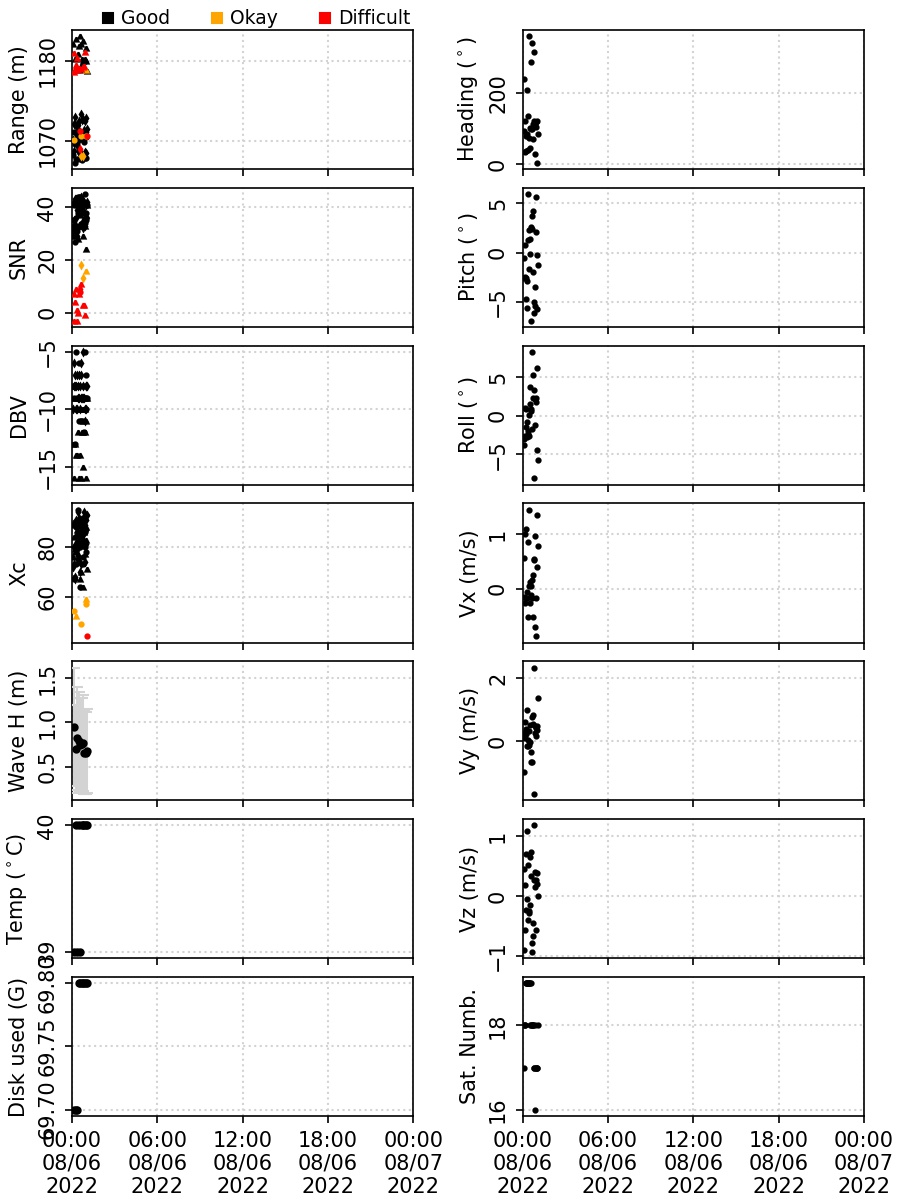 Good Okay Difficult
Range (m)
1180
1070
Heading (°)
200
0
SNR
40
20
0
Pitch (°)
5
0
−5
DBV
−5
−10
−15
Roll (°)
5
0
−5
Xc
80
60
Vx (m/s)
1
0
Wave H (m)
1.5
1.0
0.5
Vy (m/s)
2
0
Temp (°C)
40
39
Vz (m/s)
1
0
−1
Disk used (G)
69.80
69.75
69.70
Sat. Numb.
18
16
00:00 06:00 12:00 18:00 00:00
08/06 08/06 08/06 08/06 08/07
2022 2022 2022 2022 2022
00:00 06:00 12:00 18:00 00:00
08/06 08/06 08/06 08/06 08/07
2022 2022 2022 2022 2022